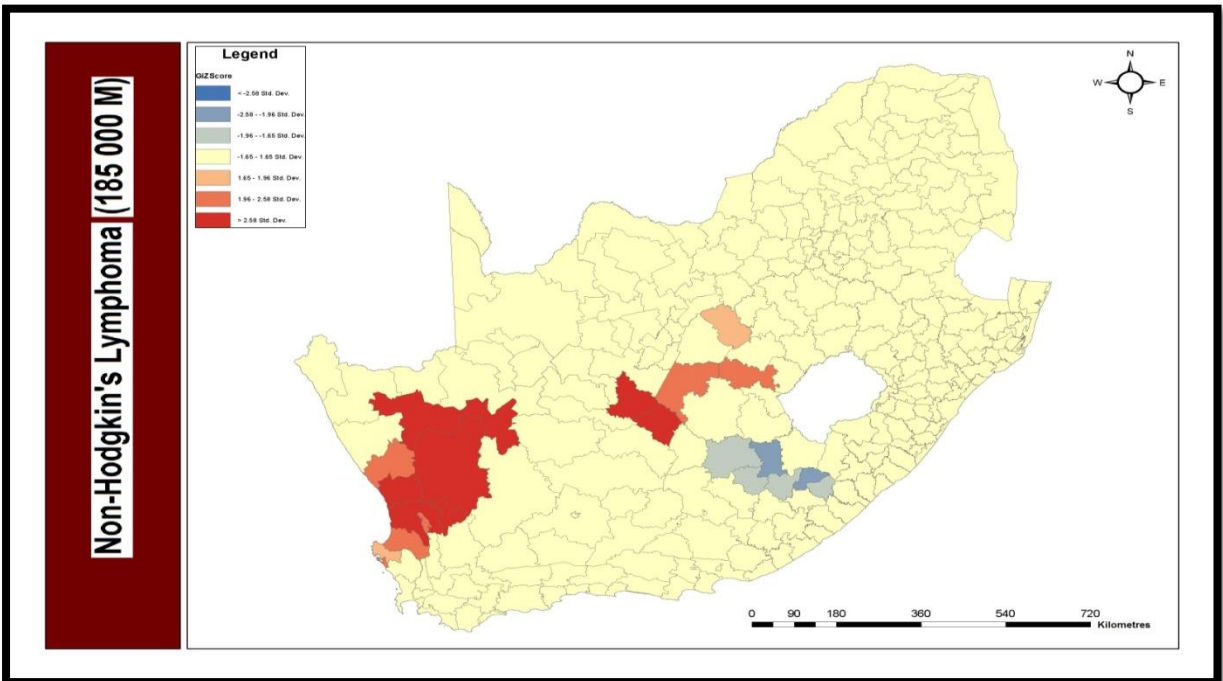 Non-Hodgkin's Lymphoma (185 000 M)
Legend
GiZScore
< -2.58 Std. Dev.
-2.58 - -1.96 Std. Dev.
-1.96 - -1.65 Std. Dev.
-1.65 - 1.65 Std. Dev.
1.65 - 1.96 Std. Dev.
1.96 - 2.58 Std. Dev.
> 2.58 Std. Dev.
N
W E
S
0 90 180 360 540 720
Kilometres